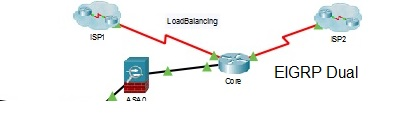 LoadBalancing
ISP1
ISP2
Core
EIGRP Dual
ASA0